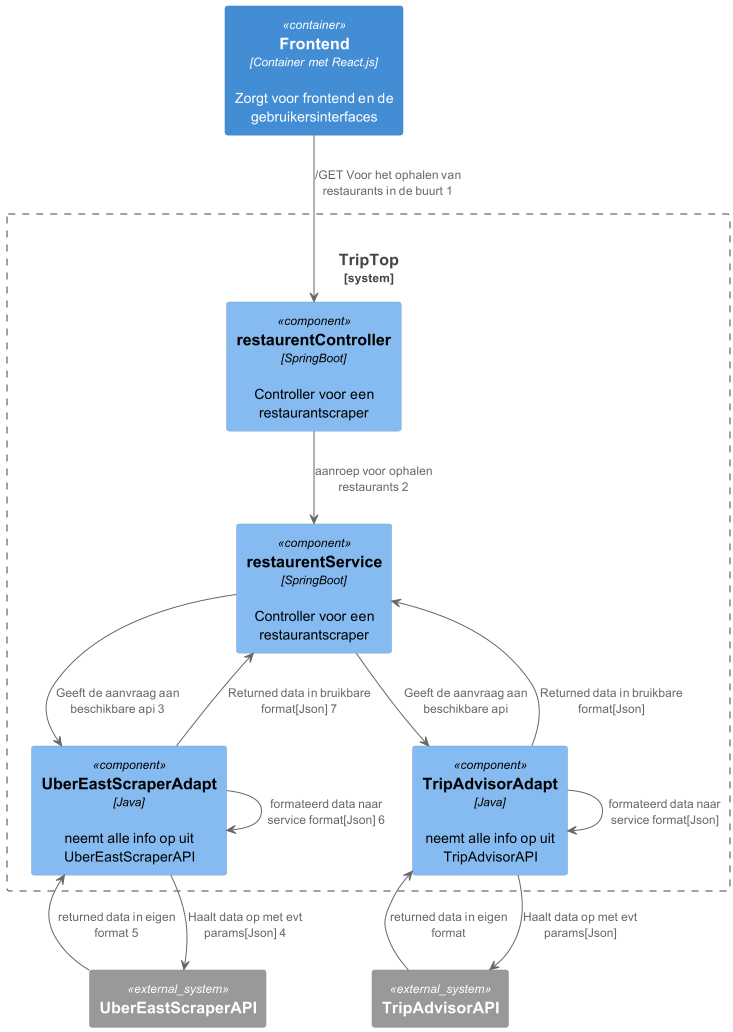 «container»
Frontend
[Container met React.js]
Zorgt voor frontend en de
gebruikersinterfaces
/GET Voor het ophalen van
restaurants in de buurt 1
TripTop
[system]
«component»
restaurentController
[SpringBoot]
Controller voor een
restaurantscraper
aanroep voor ophalen
restaurants 2
«component»
restaurentService
[SpringBoot]
Controller voor een
restaurantscraper
Geeft de aanvraag aan
beschikbare api 3
Returned data in bruikbare
format[Json] 7
Geeft de aanvaag aan
beschikbare api
Returned data in bruikbare
format[Json]
«component»
UberEastScraperAdapt
[Java]
neemt alle info op uit
UberEastScraperAPI
formateerd data naar
service format[Json] 6
«component»
TripAdvisorAdapt
[Java]
neemt alle info op uit
TripAdvisorAPI
formateerd data naar
service format[Json]
returned data in eigen
format 5
Haalt data op met evt
params[Json] 4
returned data in eigen
format
Haalt data op met evt
params[Json]
«external_system»
UberEastScraperAPI
«external_system»
TripAdvisorAPI